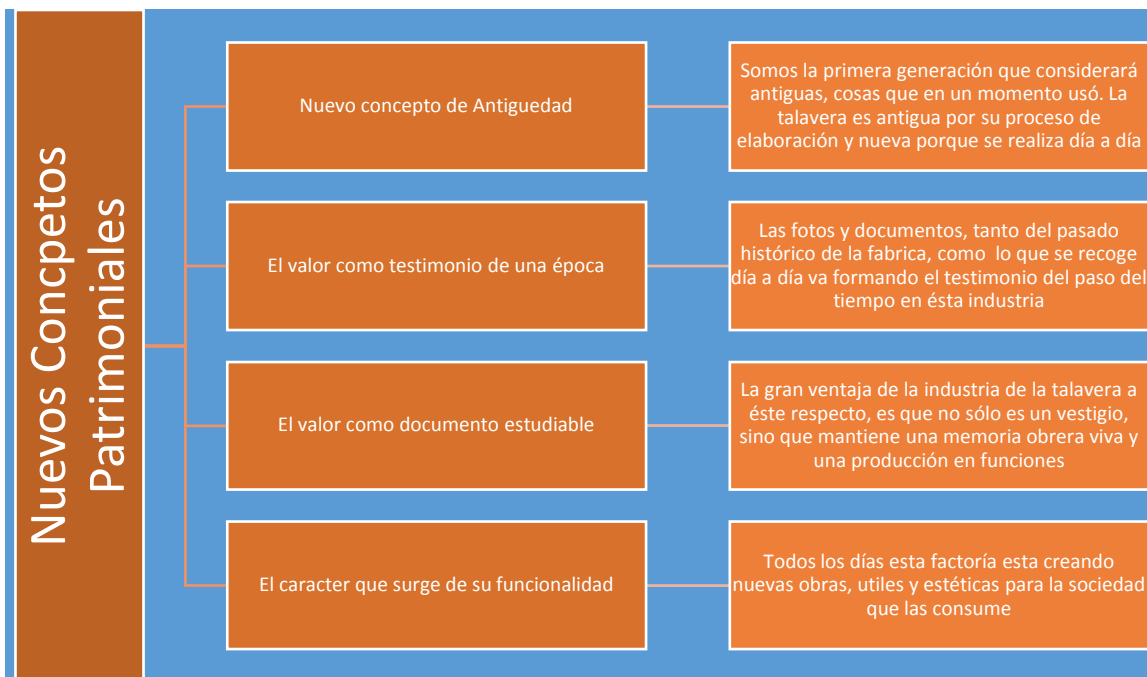 Nuevos Concpetos
Patrimoniales
Nuevo concepto de Antiguedad
Somos la primera generación que considerará
antiguas, cosas que en un momento usó. La
talavera es antigua por su proceso de
elaboración y nueva porque se realiza día a día
El valor como testimonio de una época
Las fotos y documentos, tanto del pasado
histórico de la fabrica, como  lo que se recoge
día a día va formando el testimonio del paso del
tiempo en ésta industria
El valor como documento estudiable
La gran ventaja de la industria de la talavera a
éste respecto, es que no sólo es un vestigio,
sino que mantiene una memoria obrera viva y
una producción en funciones
El caracter que surge de su funcionalidad
Todos los días esta factoría esta creando
nuevas obras, utiles y estéticas para la sociedad
que las consume